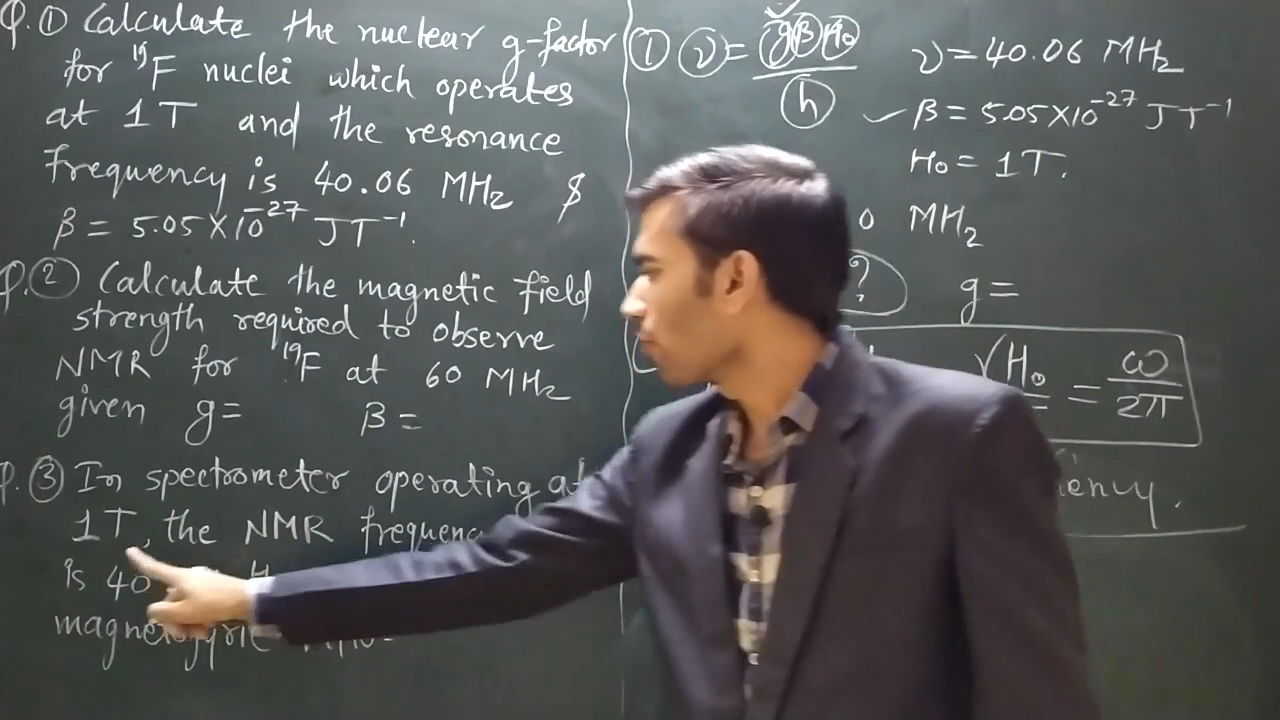 Q. ① Calculate the nuclear g-factor
for ¹⁹F nuclei which operates
at 1T and the resonance
frequency is 40.06 MHz $
β = 5.05×10⁻²⁷ JT⁻¹.
Q. ② Calculate the magnetic field
strength required to observe
NMR for ¹⁹F at 60 MHz
given g= β =
Q. ③ In spectrometer operating at
1T, the NMR
is 40
① ν = gβH₀/h
ν = 40.06 MHz
β = 5.05×10⁻²⁷ JT⁻¹
H₀ = 1T.
0 MHz
? g =
γH₀ = ω/2π